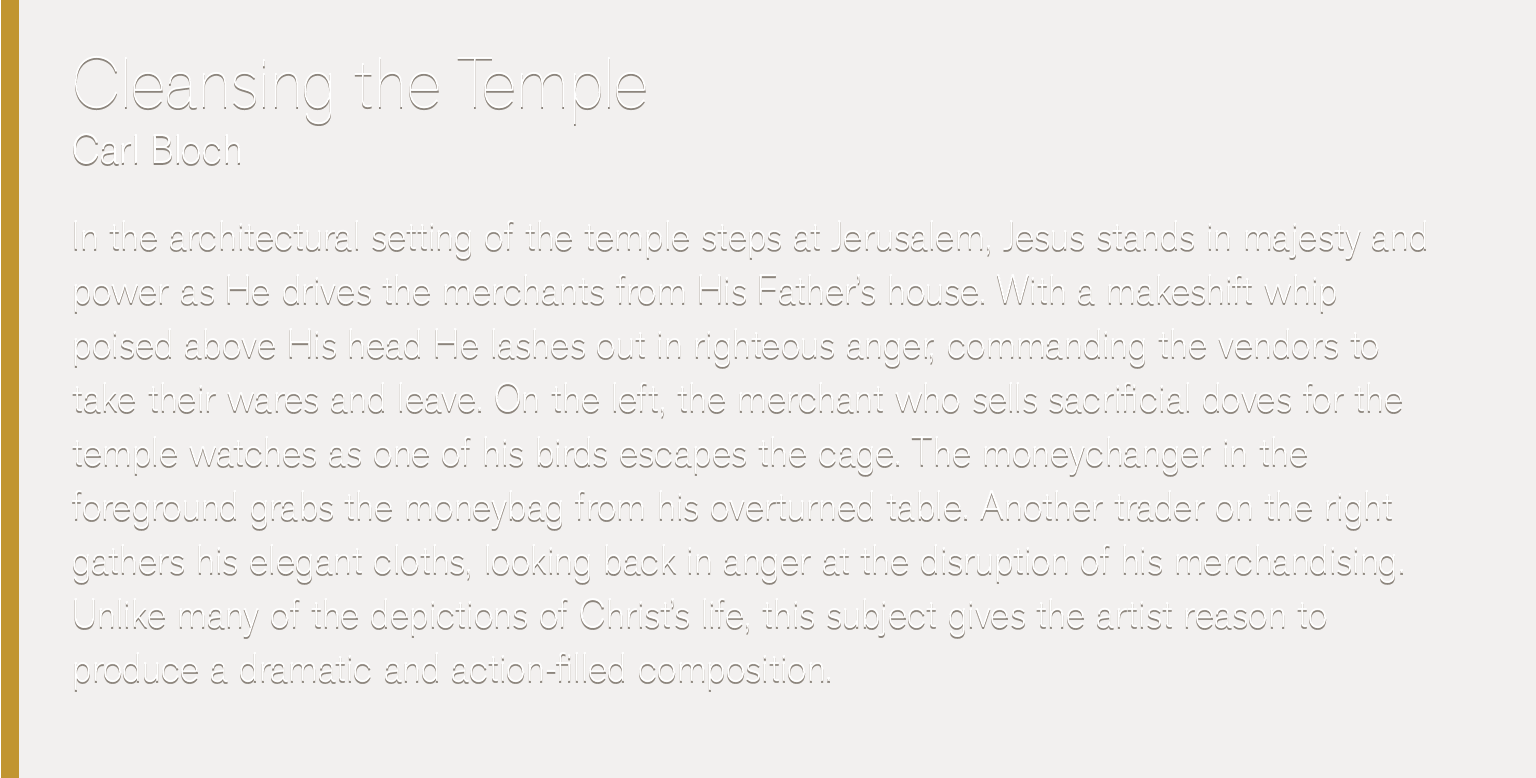 Cleansing the Temple
Carl Bloch
In the architectural setting of the temple steps at Jerusalem, Jesus stands in majesty and
power as He drives the merchants from His Father’s house. With a makeshift whip
poised above His head He lashes out in righteous anger, commanding the vendors to
take their wares and leave. On the left, the merchant who sells sacrificial doves for the
temple watches as one of his birds escapes the cage. The moneychanger in the
foreground grabs the moneybag from his overturned table. Another trader on the right
gathers his elegant cloths, looking back in anger at the disruption of his merchandising.
Unlike many of the depictions of Christ’s life, this subject gives the artist reason to
produce a dramatic and action-filled composition.